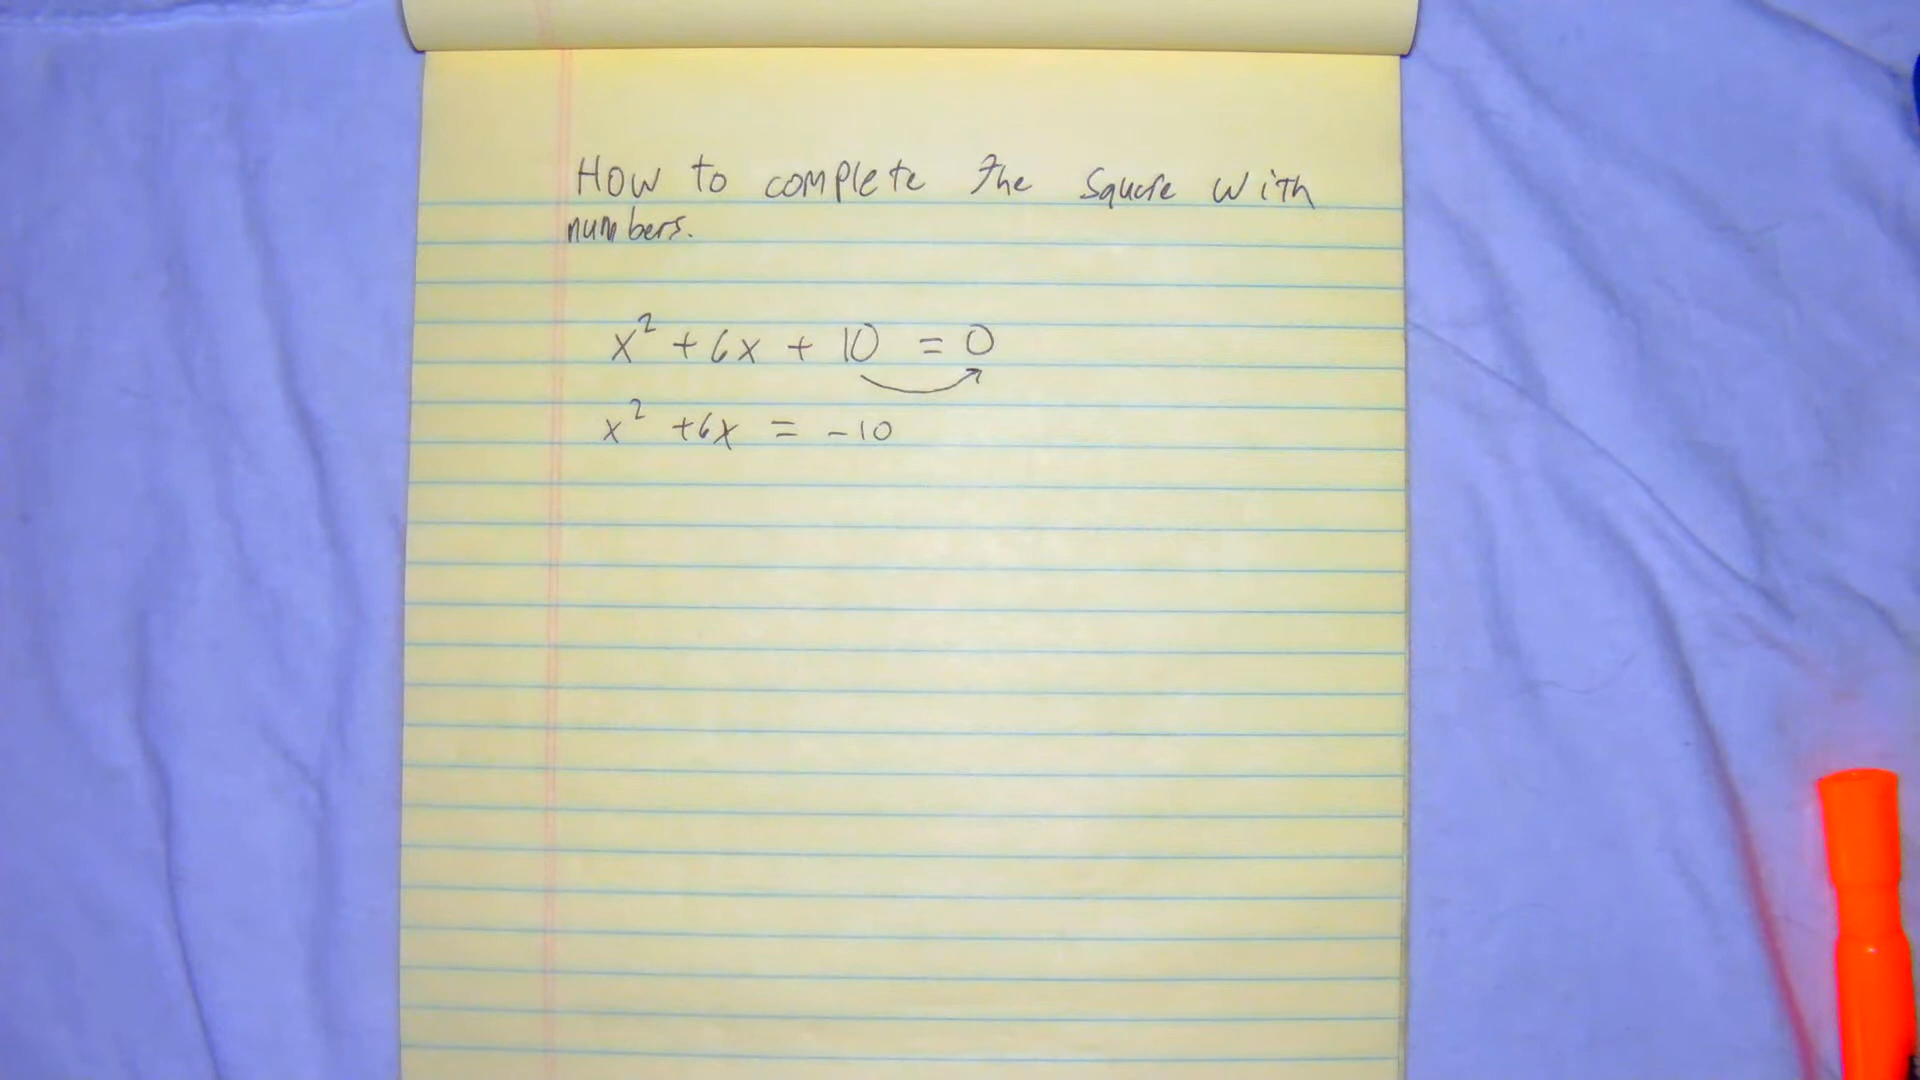 How to complete the square with
numbers.
x² + 6x + 10 = 0
x² +6x = -10